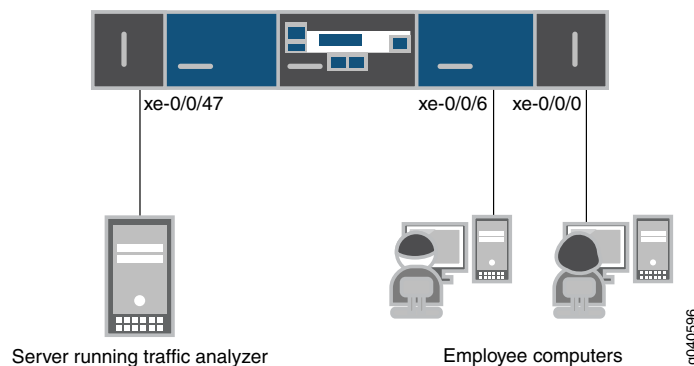 xe-0/0/47
xe-0/0/6
xe-0/0/0
Server running traffic analyzer
Employee computers
g040596